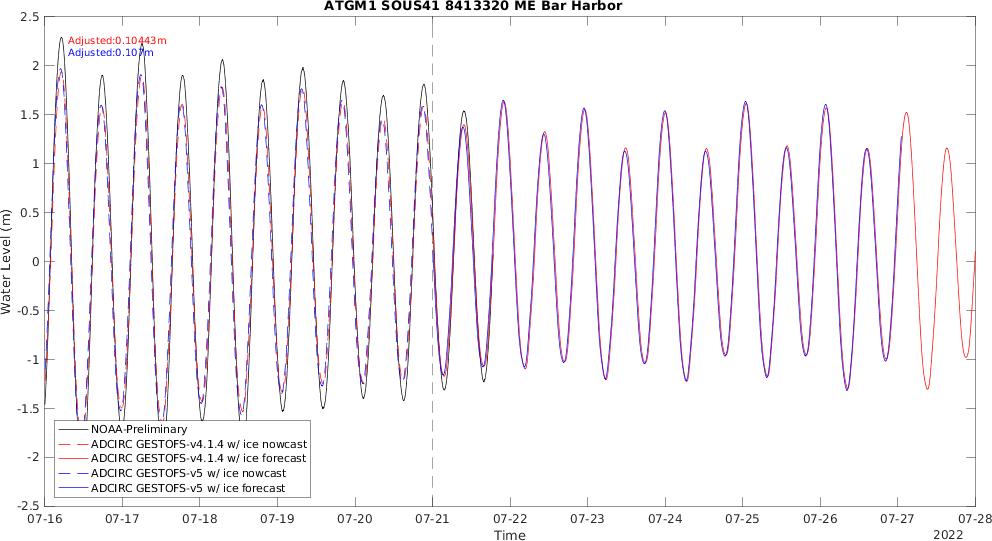 ATGM1 SOUS41 8413320 ME Bar Harbor
2.5
2
1.5
1
0.5
0
-0.5
-1
-1.5
-2
-2.5
Water Level (m)
Adjusted:0.10443m
Adjusted:0.107m
NOAA-Preliminary
ADCIRC GESTOFS-v4.1.4 w/ ice nowcast
ADCIRC GESTOFS-v4.1.4 w/ ice forecast
ADCIRC GESTOFS-v5 w/ ice nowcast
ADCIRC GESTOFS-v5 w/ ice forecast
07-16 07-17 07-18 07-19 07-20 07-21 07-22 07-23 07-24 07-25 07-26 07-27 07-28
Time
2022